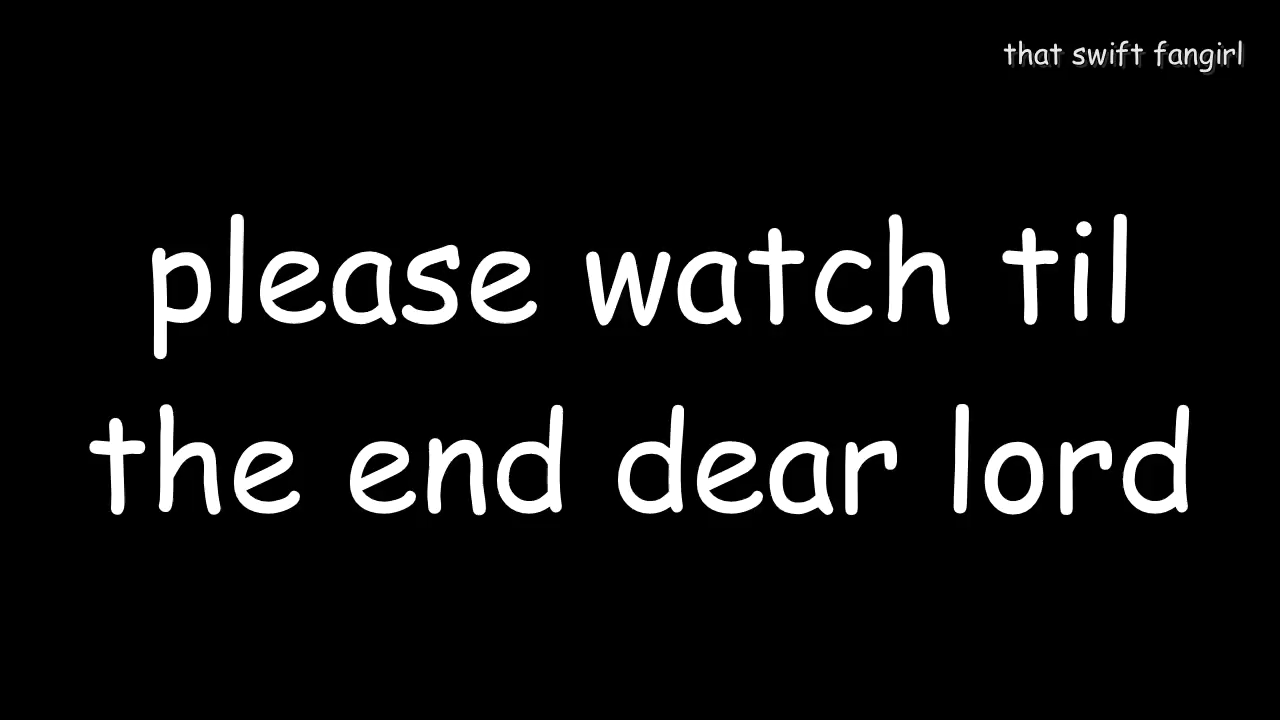 that swift fangirl
please watch til
the end dear lord